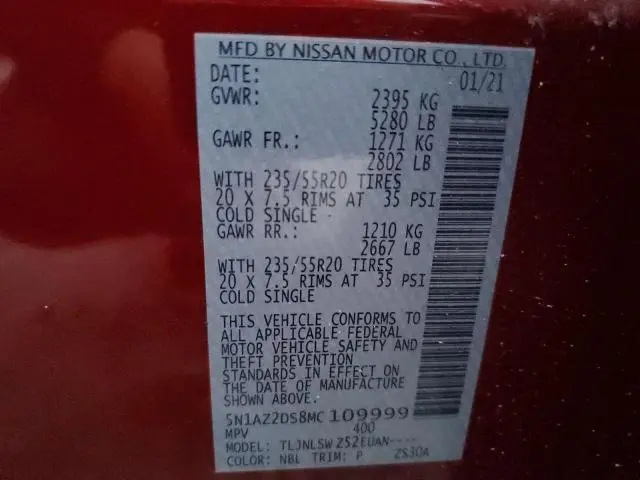 MFD BY NISSAN MOTOR CO., LTD.
DATE: 01/21
GVWR: 2395 KG
5280 LB
GAWR FR.: 1271 KG
2802 LB
WITH 235/55R20 TIRES
20 X 7.5 RIMS AT 35 PSI
COLD SINGLE
GAWR RR.: 1210 KG
2667 LB
WITH 235/55R20 TIRES
20 X 7.5 RIMS AT 35 PSI
COLD SINGLE
THIS VEHICLE CONFORMS TO
ALL APPLICABLE FEDERAL
MOTOR VEHICLE SAFETY AND
THEFT PREVENTION
STANDARDS IN EFFECT ON
THE DATE OF MANUFACTURE
SHOWN ABOVE.
5N1AZ2DS8MC 109999
MPV 400
MODEL: TLJNLSW Z52EUAN----
COLOR: NBL TRIM: P ZS30A